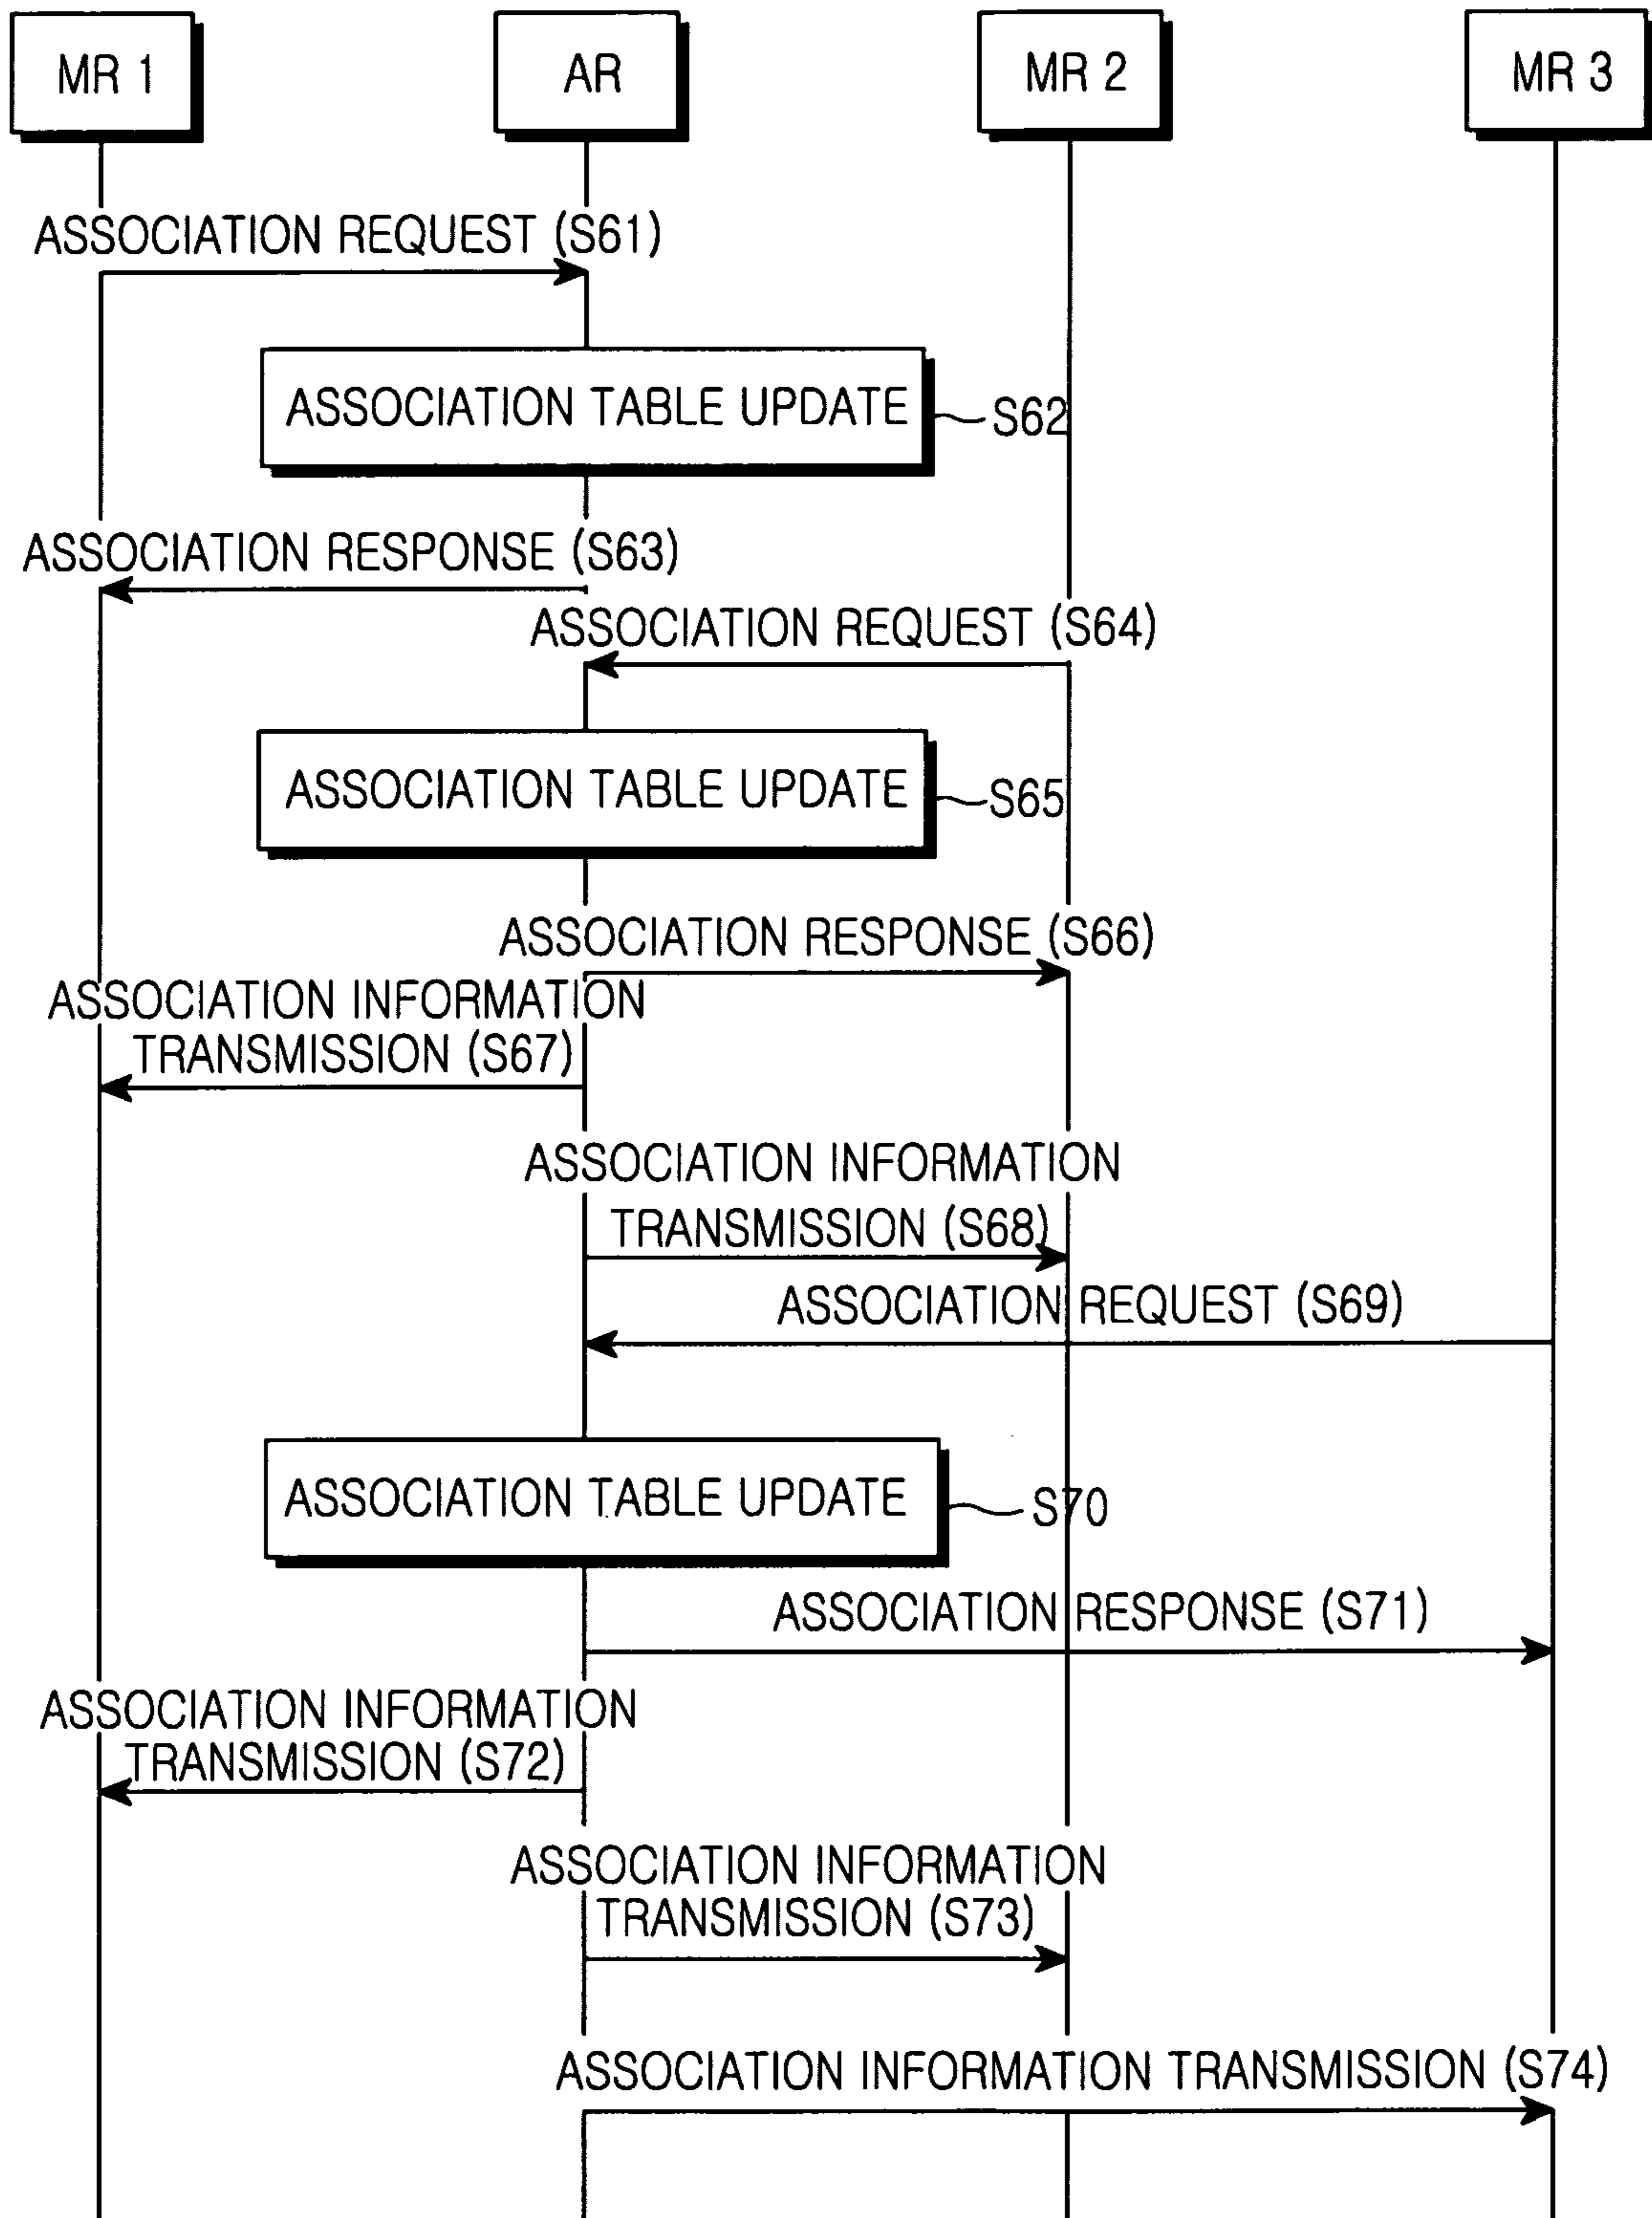 MR 1
AR
MR 2
MR 3
ASSOCIATION REQUEST (S61)
ASSOCIATION TABLE UPDATE
S62
ASSOCIATION RESPONSE (S63)
ASSOCIATION REQUEST (S64)
ASSOCIATION TABLE UPDATE
S65
ASSOCIATION RESPONSE (S66)
ASSOCIATION INFORMATION
TRANSMISSION (S67)
ASSOCIATION INFORMATION
TRANSMISSION (S68)
ASSOCIATION REQUEST (S69)
ASSOCIATION TABLE UPDATE
S70
ASSOCIATION RESPONSE (S71)
ASSOCIATION INFORMATION
TRANSMISSION (S72)
ASSOCIATION INFORMATION
TRANSMISSION (S73)
ASSOCIATION INFORMATION TRANSMISSION (S74)